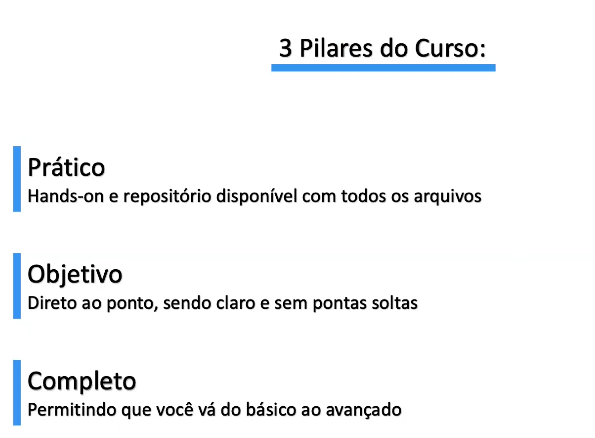 3 Pilares do Curso:
Prático
Hands-on e repositório disponível com todos os arquivos
Objetivo
Direto ao ponto, sendo claro e sem pontas soltas
Completo
Permitindo que você vá do básico ao avançado